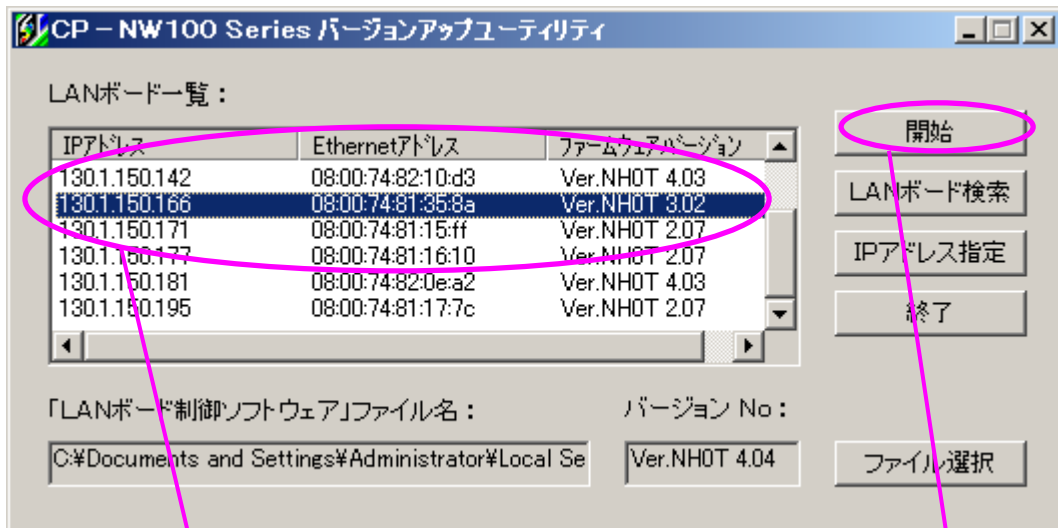 CP－NW100 Series バージョンアップユーティリティ
LANボード一覧：
IPアドレス Ethernetアドレス ファームウェアバージョン
開始
130.1.150.142 08:00:74:82:10:d3 Ver.NH0T 4.03
130.1.150.166 08:00:74:81:35:8a Ver.NH0T 3.02
LANボード検索
130.1.150.171 08:00:74:81:15:ff Ver.NH0T 2.07
130.1.150.177 08:00:74:81:16:10 Ver.NH0T 2.07
IPアドレス指定
130.1.150.181 08:00:74:82:0e:a2 Ver.NH0T 4.03
130.1.150.195 08:00:74:81:17:7c Ver.NH0T 2.07
終了
「LANボード制御ソフトウェア」ファイル名：
バージョン No：
C:¥Documents and Settings¥Administrator¥Local Se
Ver.NH0T 4.04
ファイル選択